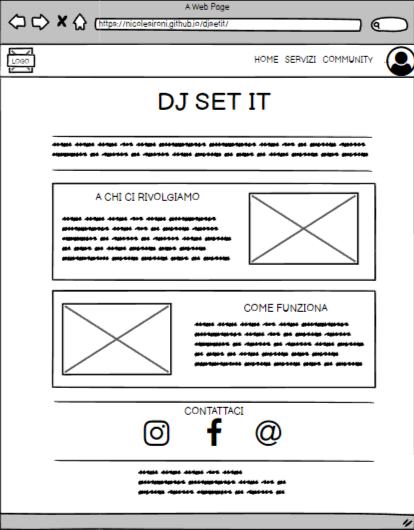 A Web Page
https://nicolesironi.github.io/djsetit/
LOGO
HOME SERVIZI COMMUNITY
DJ SET IT
A CHI CI RIVOLGIAMO
COME FUNZIONA
CONTATTACI
@